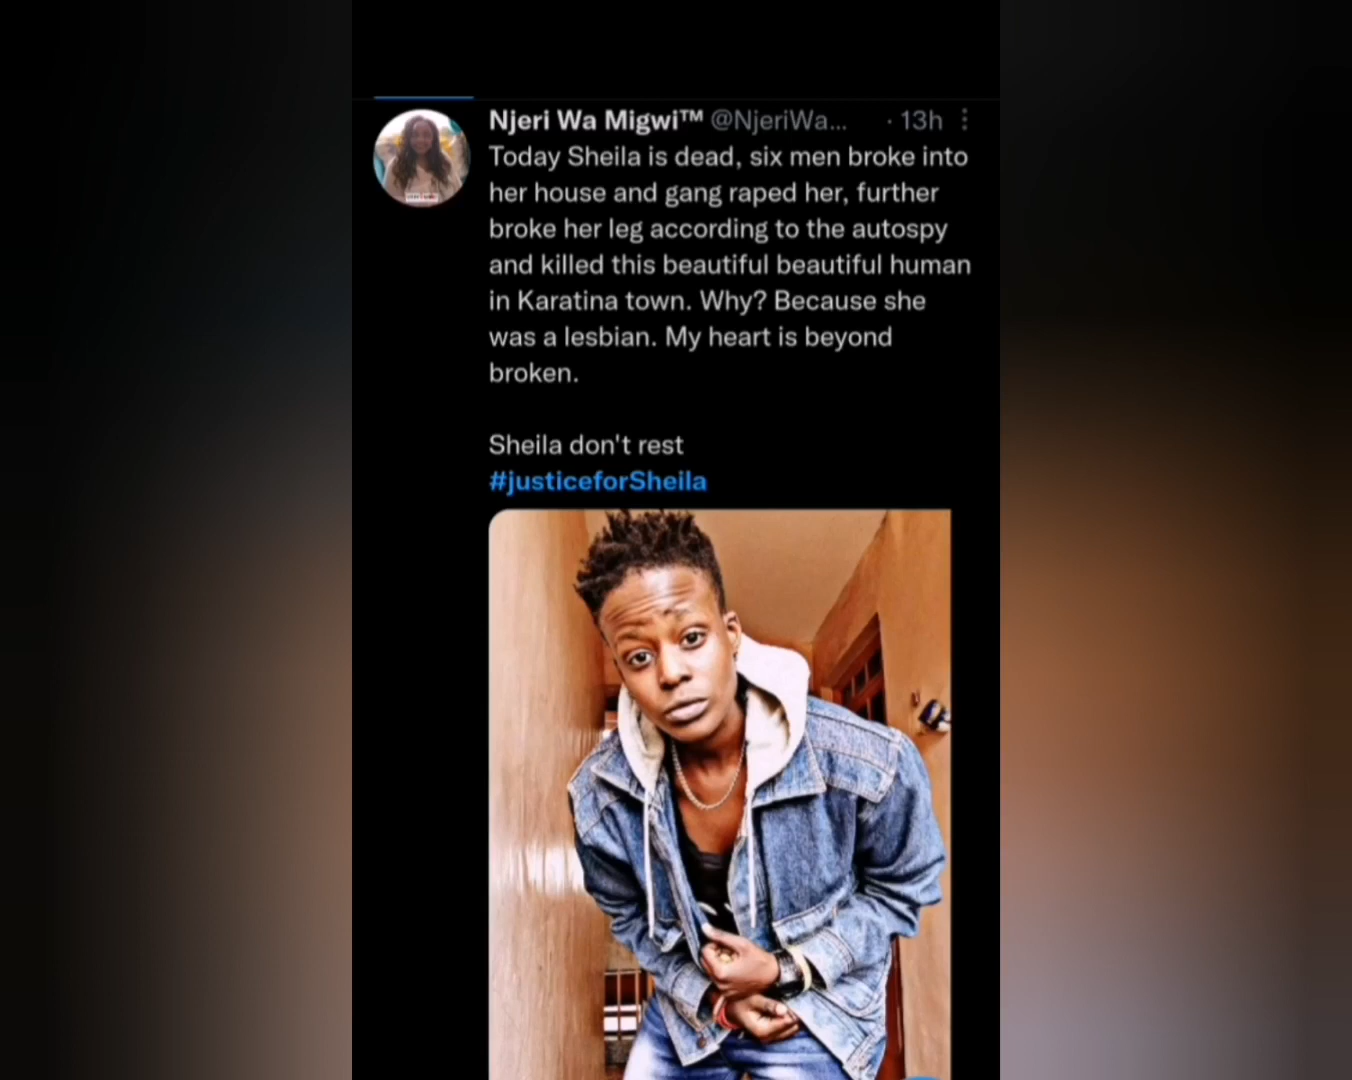 Njeri Wa Migwi™ @NjeriWa... · 13h
Today Sheila is dead, six men broke into
her house and gang raped her, further
broke her leg according to the autospy
and killed this beautiful beautiful human
in Karatina town. Why? Because she
was a lesbian. My heart is beyond
broken.
Sheila don't rest
#justiceforSheila